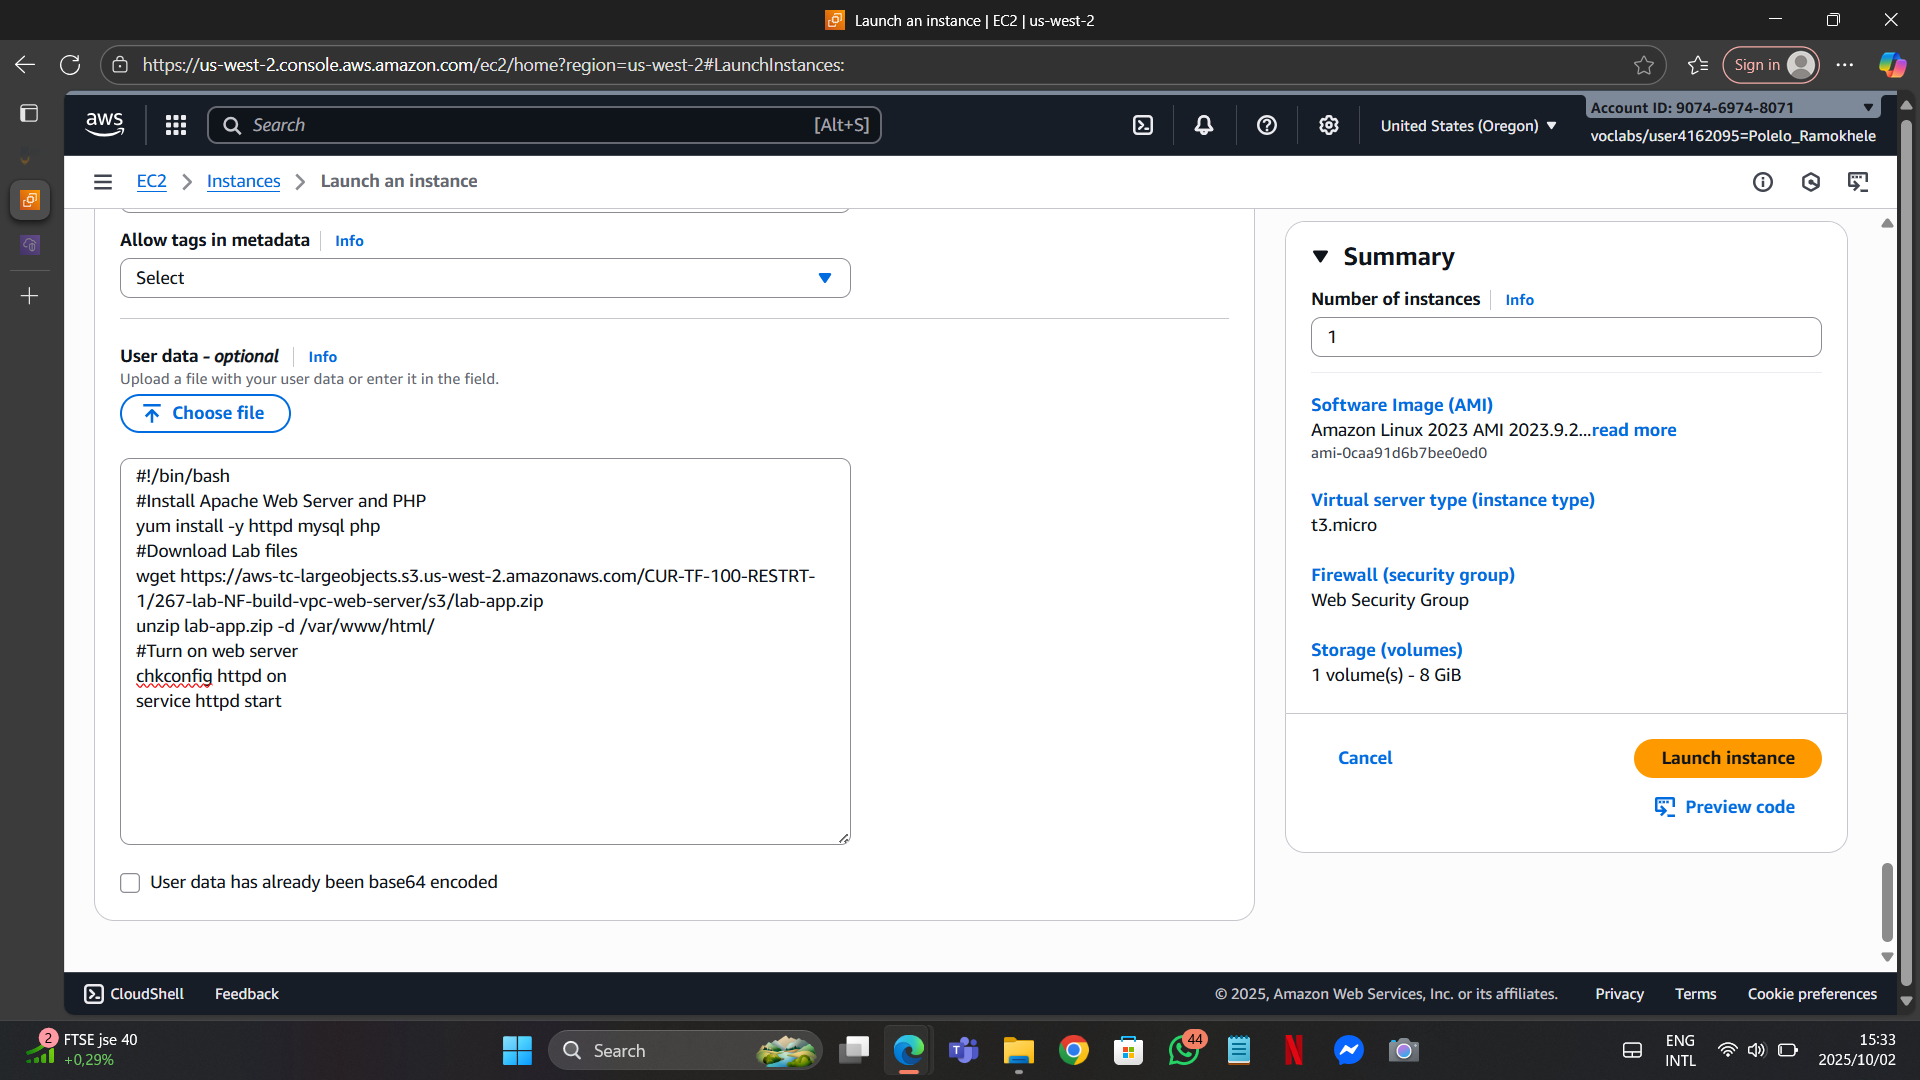 Launch an instance | EC2 | us-west-2
https://us-west-2.console.aws.amazon.com/ec2/home?region=us-west-2#LaunchInstances:
Sign in
aws
Search
[Alt+S]
United States (Oregon)
Account ID: 9074-6974-8071
voclabs/user4162095=Polelo_Ramokhele
EC2
Instances
Launch an instance
Allow tags in metadata
Info
Select
User data - optional
Info
Upload a file with your user data or enter it in the field.
Choose file
#!/bin/bash
#Install Apache Web Server and PHP
yum install -y httpd mysql php
#Download Lab files
wget https://aws-tc-largeobjects.s3.us-west-2.amazonaws.com/CUR-TF-100-RESTRT-
1/267-lab-NF-build-vpc-web-server/s3/lab-app.zip
unzip lab-app.zip -d /var/www/html/
#Turn on web server
chkconfig httpd on
service httpd start
User data has already been base64 encoded
Summary
Number of instances
Info
1
Software Image (AMI)
Amazon Linux 2023 AMI 2023.9.2...read more
ami-0caa91d6b7bee0ed0
Virtual server type (instance type)
t3.micro
Firewall (security group)
Web Security Group
Storage (volumes)
1 volume(s) - 8 GiB
Cancel
Launch instance
Preview code
CloudShell
Feedback
© 2025, Amazon Web Services, Inc. or its affiliates.
Privacy
Terms
Cookie preferences
2
FTSE jse 40
+0,29%
Search
44
ENG
INTL
15:33
2025/10/02